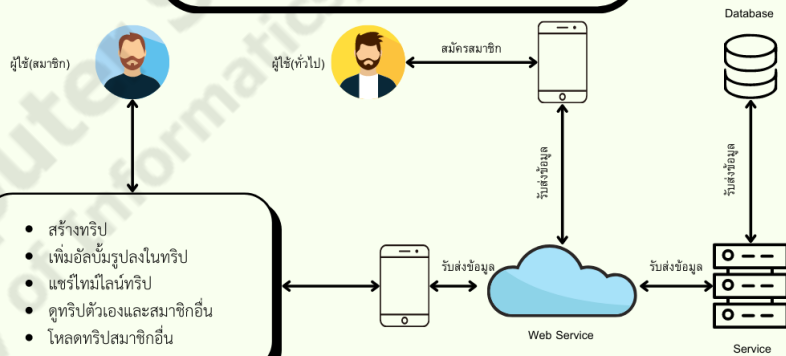 Database
ผู้ใช้(สมาชิก)
ผู้ใช้(ทั่วไป)
สมัครสมาชิก
รับส่งข้อมูล
รับส่งข้อมูล
สร้างทริป
เพิ่มอัลบั้มรูปลงในทริป
แชร์ไทม์ไลน์ทริป
ดูทริปตัวเองและสมาชิกอื่น
โหลดทริปสมาชิกอื่น
รับส่งข้อมูล
รับส่งข้อมูล
Web Service
Service
of Informatics